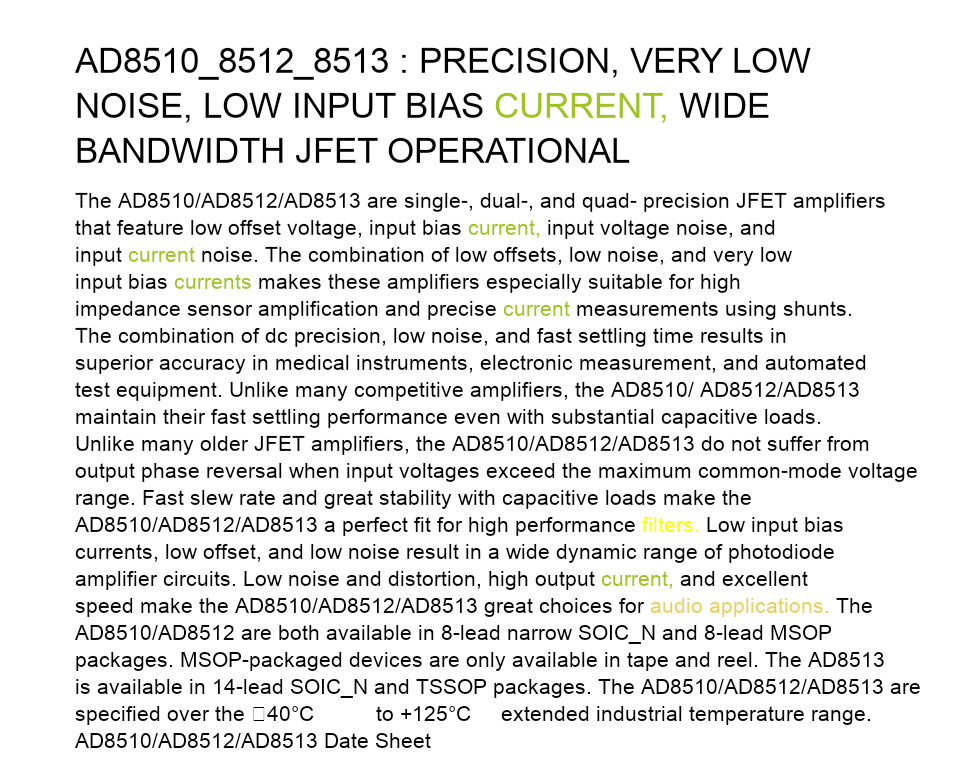 AD8510_8512_8513 : PRECISION, VERY LOW
NOISE, LOW INPUT BIAS CURRENT, WIDE
BANDWIDTH JFET OPERATIONAL
The AD8510/AD8512/AD8513 are single-, dual-, and quad- precision JFET amplifiers
that feature low offset voltage, input bias current, input voltage noise, and
input current noise. The combination of low offsets, low noise, and very low
input bias currents makes these amplifiers especially suitable for high
impedance sensor amplification and precise current measurements using shunts.
The combination of dc precision, low noise, and fast settling time results in
superior accuracy in medical instruments, electronic measurement, and automated
test equipment. Unlike many competitive amplifiers, the AD8510/ AD8512/AD8513
maintain their fast settling performance even with substantial capacitive loads.
Unlike many older JFET amplifiers, the AD8510/AD8512/AD8513 do not suffer from
output phase reversal when input voltages exceed the maximum common-mode voltage
range. Fast slew rate and great stability with capacitive loads make the
AD8510/AD8512/AD8513 a perfect fit for high performance filters. Low input bias
currents, low offset, and low noise result in a wide dynamic range of photodiode
amplifier circuits. Low noise and distortion, high output current, and excellent
speed make the AD8510/AD8512/AD8513 great choices for audio applications. The
AD8510/AD8512 are both available in 8-lead narrow SOIC_N and 8-lead MSOP
packages. MSOP-packaged devices are only available in tape and reel. The AD8513
is available in 14-lead SOIC_N and TSSOP packages. The AD8510/AD8512/AD8513 are
specified over the □40°C to +125°C extended industrial temperature range.
AD8510/AD8512/AD8513 Date Sheet